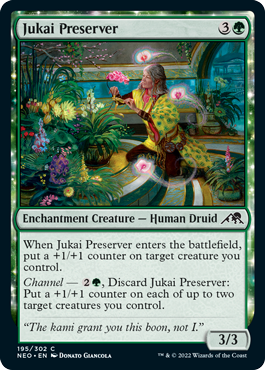 Jukai Preserver 3
Enchantment Creature — Human Druid
When Jukai Preserver enters the battlefield,
put a +1/+1 counter on target creature you
control.
Channel — 2, Discard Jukai Preserver:
Put a +1/+1 counter on each of up to two
target creatures you control.
“The kami grant you this boon, not I.”
3/3
195/302 C
NEO • EN Donato Giancola
™ & © 2022 Wizards of the Coast